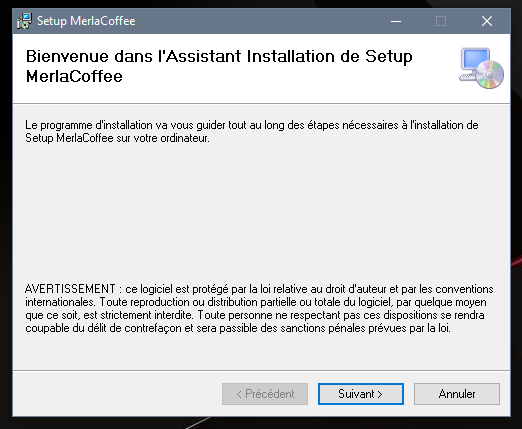 Setup MerlaCoffee
Bienvenue dans l'Assistant Installation de Setup
MerlaCoffee
Le programme d'installation va vous guider tout au long des étapes nécessaires à l'installation de
Setup MerlaCoffee sur votre ordinateur.
AVERTISSEMENT : ce logiciel est protégé par la loi relative au droit d'auteur et par les conventions
internationales. Toute reproduction ou distribution partielle ou totale du logiciel, par quelque moyen
que ce soit, est strictement interdite. Toute personne ne respectant pas ces dispositions se rendra
coupable du délit de contrefaçon et sera passible des sanctions pénales prévues par la loi.
< Précédent
Suivant >
Annuler